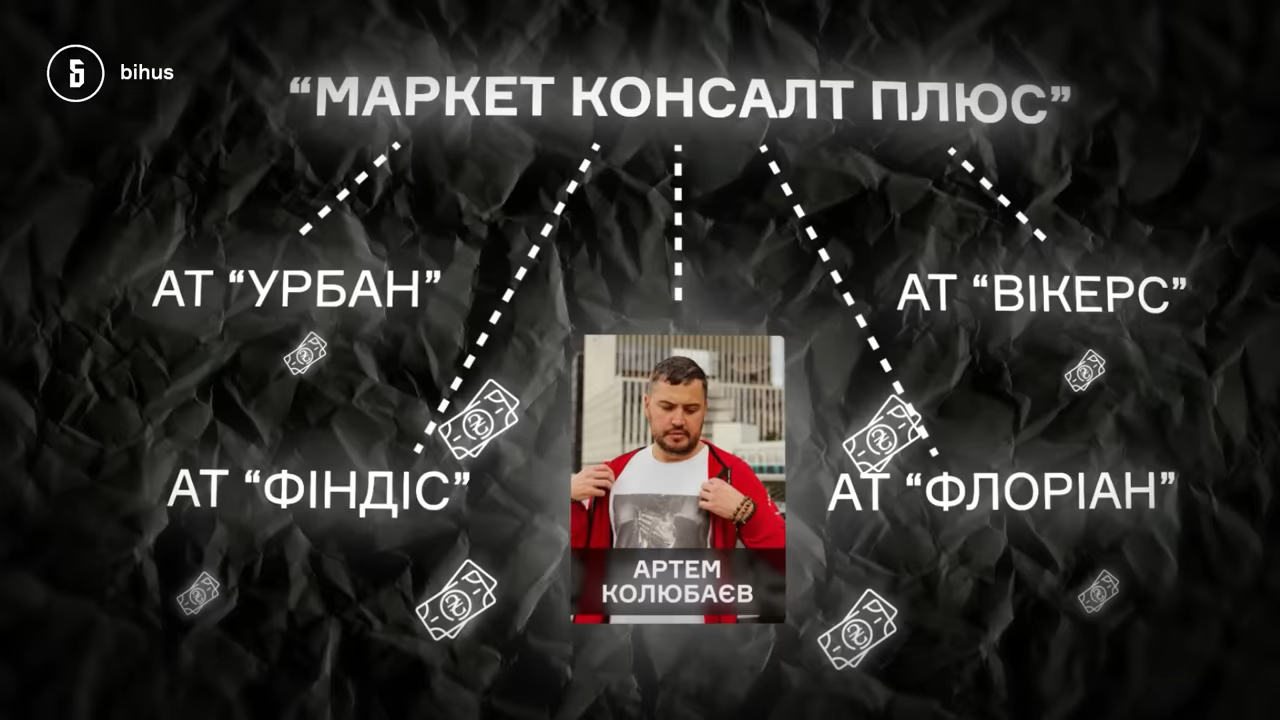 bihus
“МАРКЕТ КОНСАЛТ ПЛЮС”
АТ “УРБАН”
АТ “ВІКЕРС”
АТ “ФІНДІС”
АТ “ФЛОРІАН”
АРТЕМ
КОЛЮБАЄВ